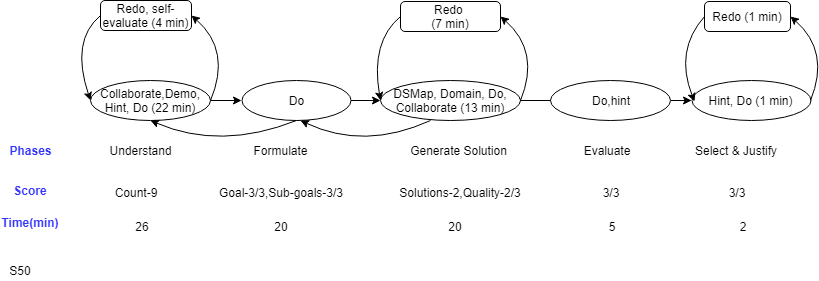 Redo, self-
evaluate (4 min)
Redo
(7 min)
Redo (1 min)
Collaborate,Demo,
Hint, Do (22 min)
Do
DSMap, Domain, Do,
Collaborate (13 min)
Do,hint
Hint, Do (1 min)
Phases Understand Formulate Generate Solution Evaluate Select & Justify
Score Count-9 Goal-3/3,Sub-goals-3/3 Solutions-2,Quality-2/3 3/3 3/3
Time(min) 26 20 20 5 2
S50